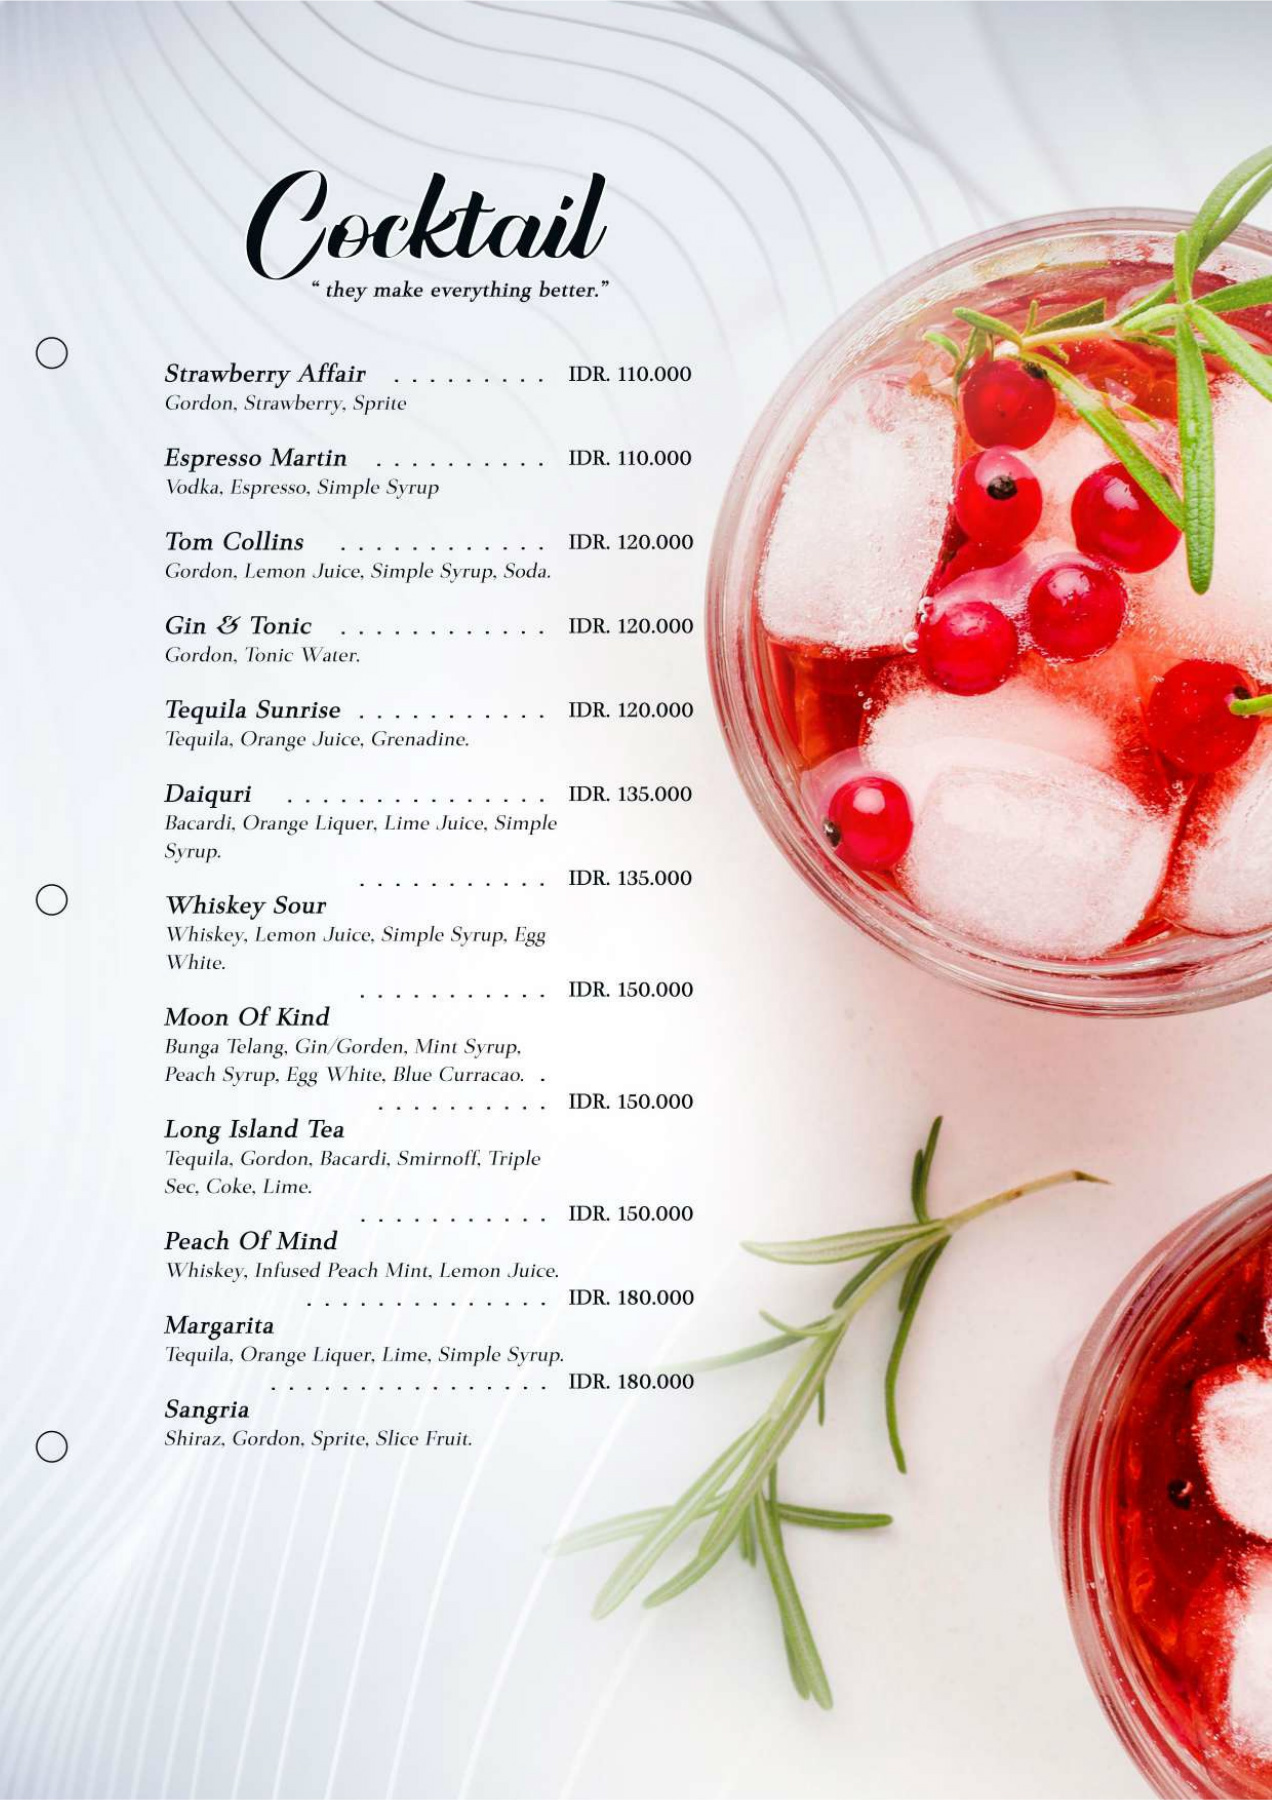 Cocktail
“ they make everything better.”
Strawberry Affair . . . . . . . . . IDR. 110.000
Gordon, Strawberry, Sprite
Espresso Martin . . . . . . . . . . IDR. 110.000
Vodka, Espresso, Simple Syrup
Tom Collins . . . . . . . . . . . . IDR. 120.000
Gordon, Lemon Juice, Simple Syrup, Soda.
Gin & Tonic . . . . . . . . . . . . IDR. 120.000
Gordon, Tonic Water.
Tequila Sunrise . . . . . . . . . . . IDR. 120.000
Tequila, Orange Juice, Grenadine.
Daiquri . . . . . . . . . . . . . . . IDR. 135.000
Bacardi, Orange Liquer, Lime Juice, Simple
Syrup.
. . . . . . . . . . . IDR. 135.000
Whiskey Sour
Whiskey, Lemon Juice, Simple Syrup, Egg
White.
. . . . . . . . . . . IDR. 150.000
Moon Of Kind
Bunga Telang, Gin/Gorden, Mint Syrup,
Peach Syrup, Egg White, Blue Curracao. .
. . . . . . . . . . IDR. 150.000
Long Island Tea
Tequila, Gordon, Bacardi, Smirnoff, Triple
Sec, Coke, Lime.
. . . . . . . . . . . IDR. 150.000
Peach Of Mind
Whiskey, Infused Peach Mint, Lemon Juice.
. . . . . . . . . . . . . . IDR. 180.000
Margarita
Tequila, Orange Liquer, Lime, Simple Syrup.
. . . . . . . . . . . . . . . . IDR. 180.000
Sangria
Shiraz, Gordon, Sprite, Slice Fruit.